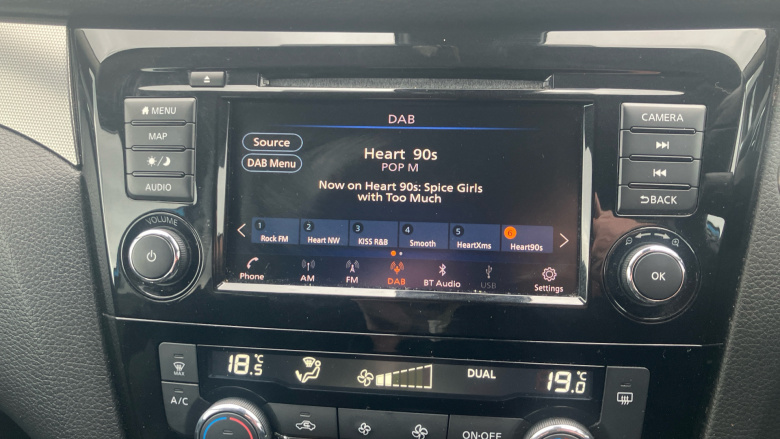 DAB
MENU
MAP
AUDIO
VOLUME
Source
DAB Menu
Heart 90s
POP M
Now on Heart 90s: Spice Girls
with Too Much
1 Rock FM
2 Heart NW
3 KISS R&B
4 Smooth
5 HeartXms
6 Heart90s
Phone
AM
FM
DAB
BT Audio
USB
Settings
CAMERA
BACK
OK
MAX
A/C
18.5 °C
DUAL
19.0 °C
ON·OFF